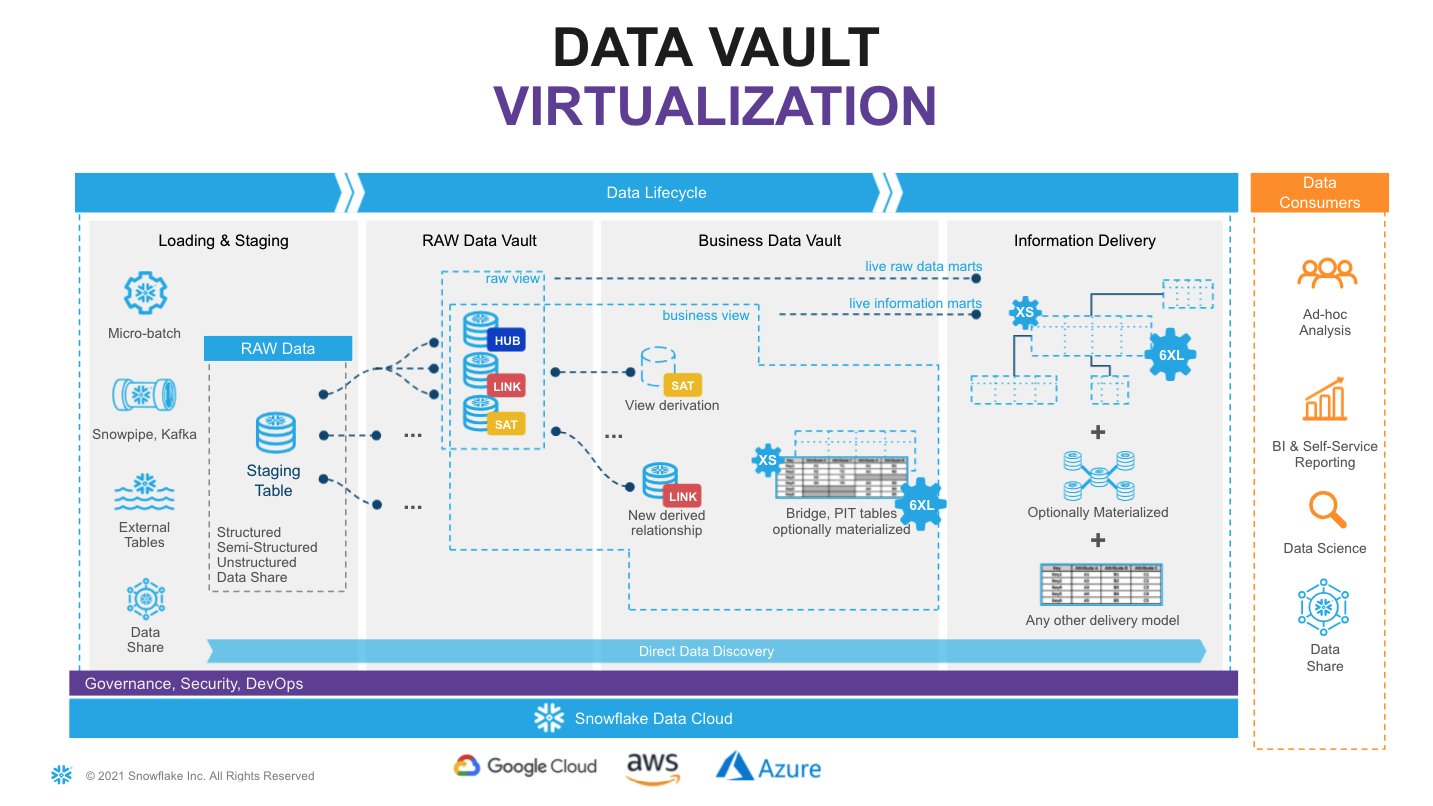 DATA VAULT
VIRTUALIZATION
Data Lifecycle
Data
Consumers
Loading & Staging
RAW Data Vault
Business Data Vault
Information Delivery
Micro-batch
Snowpipe, Kafka
External
Tables
Data
Share
RAW Data
Staging
Table
Structured
Semi-Structured
Unstructured
Data Share
raw view
HUB
LINK
SAT
...
...
live raw data marts
live information marts
business view
SAT
View derivation
...
LINK
New derived
relationship
XS
6XL
Bridge, PIT tables
optionally materialized
XS
6XL
+
Optionally Materialized
+
Any other delivery model
Direct Data Discovery
Ad-hoc
Analysis
BI & Self-Service
Reporting
Data Science
Data
Share
Governance, Security, DevOps
Snowflake Data Cloud
© 2021 Snowflake Inc. All Rights Reserved
Google Cloud
aws
Azure